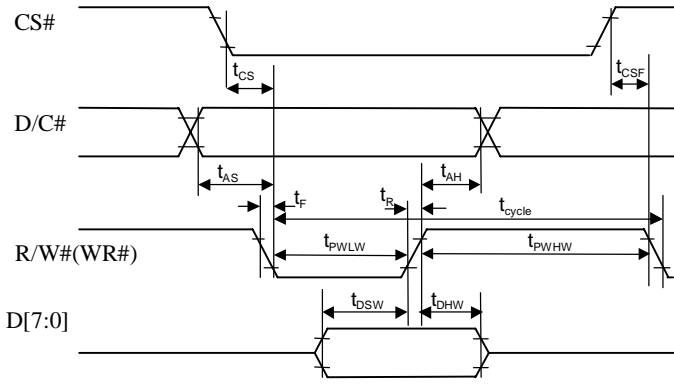 CS#
tCS
tCSF
D/C#
tAS
tAH
tF
tR
tcycle
R/W#(WR#)
tPWLW
tPWHW
tDSW
tDHW
D[7:0]